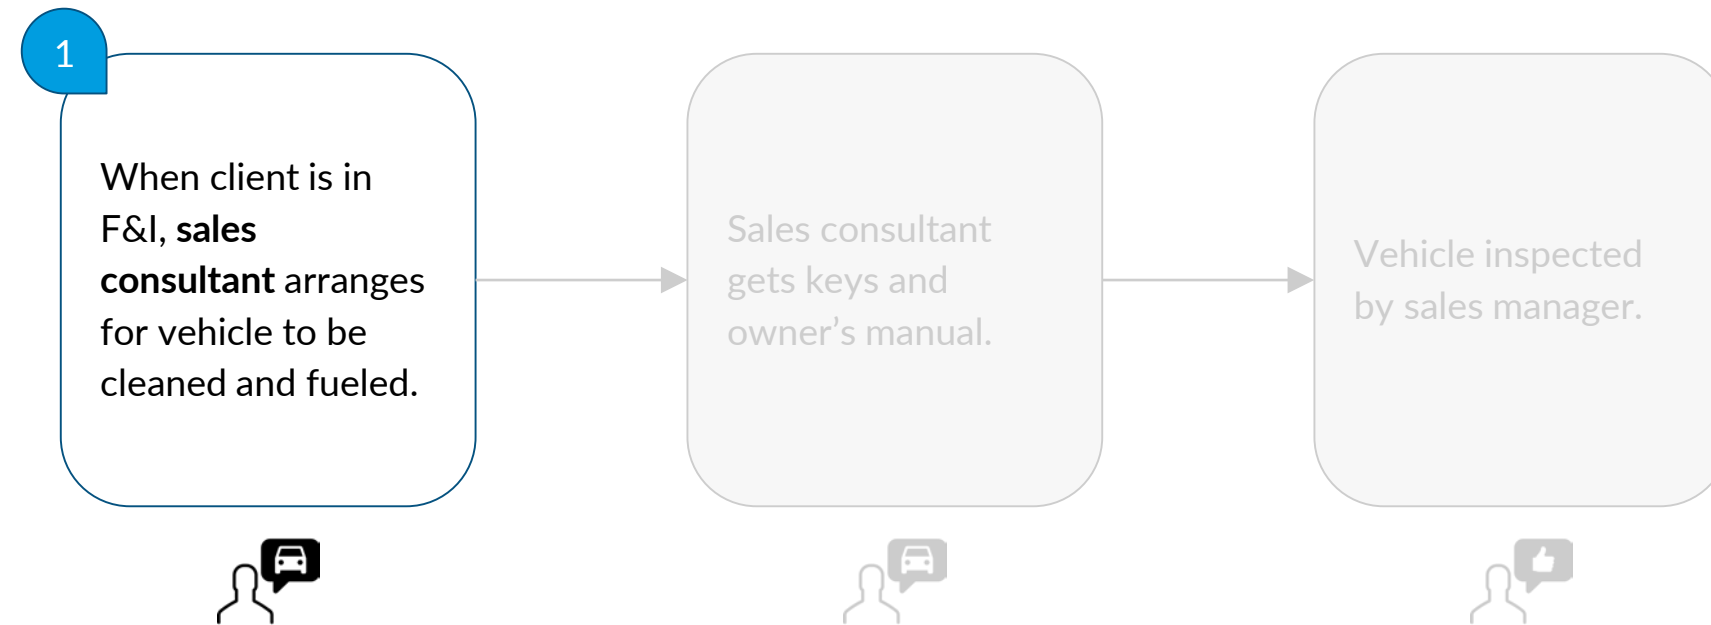 1
When client is in
F&I, sales
consultant arranges
for vehicle to be
cleaned and fueled.
Sales consultant
gets keys and
owner’s manual.
Vehicle inspected
by sales manager.